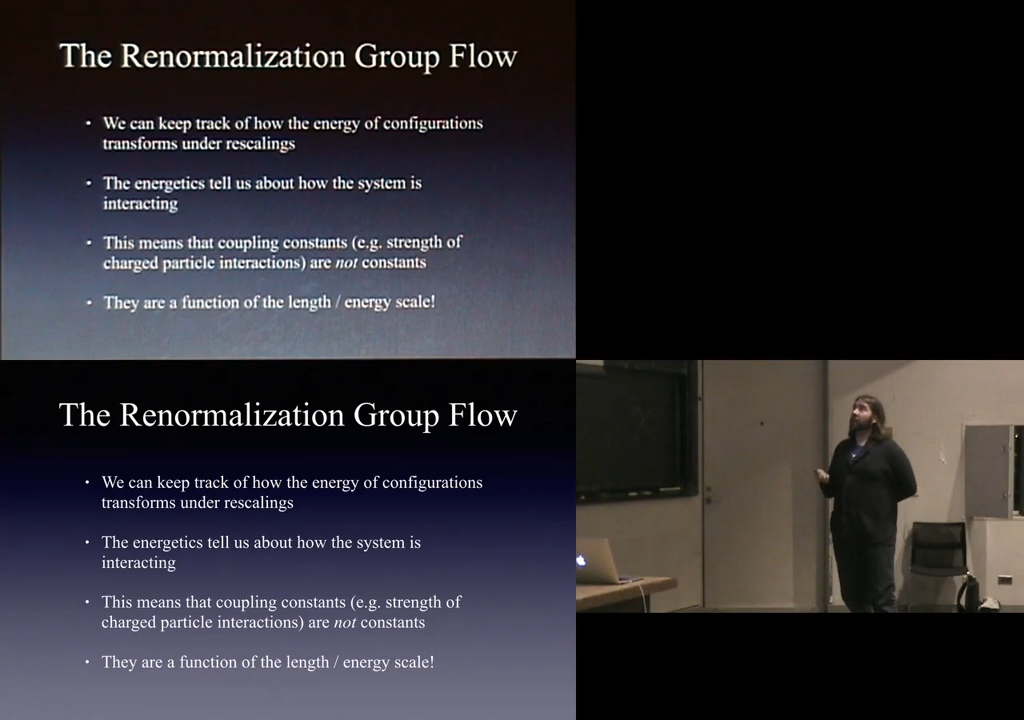 The Renormalization Group Flow
• We can keep track of how the energy of configurations
transforms under rescalings
• The energetics tell us about how the system is
interacting
• This means that coupling constants (e.g. strength of
charged particle interactions) are not constants
• They are a function of the length / energy scale!
The Renormalization Group Flow
• We can keep track of how the energy of configurations
transforms under rescalings
• The energetics tell us about how the system is
interacting
• This means that coupling constants (e.g. strength of
charged particle interactions) are not constants
• They are a function of the length / energy scale!